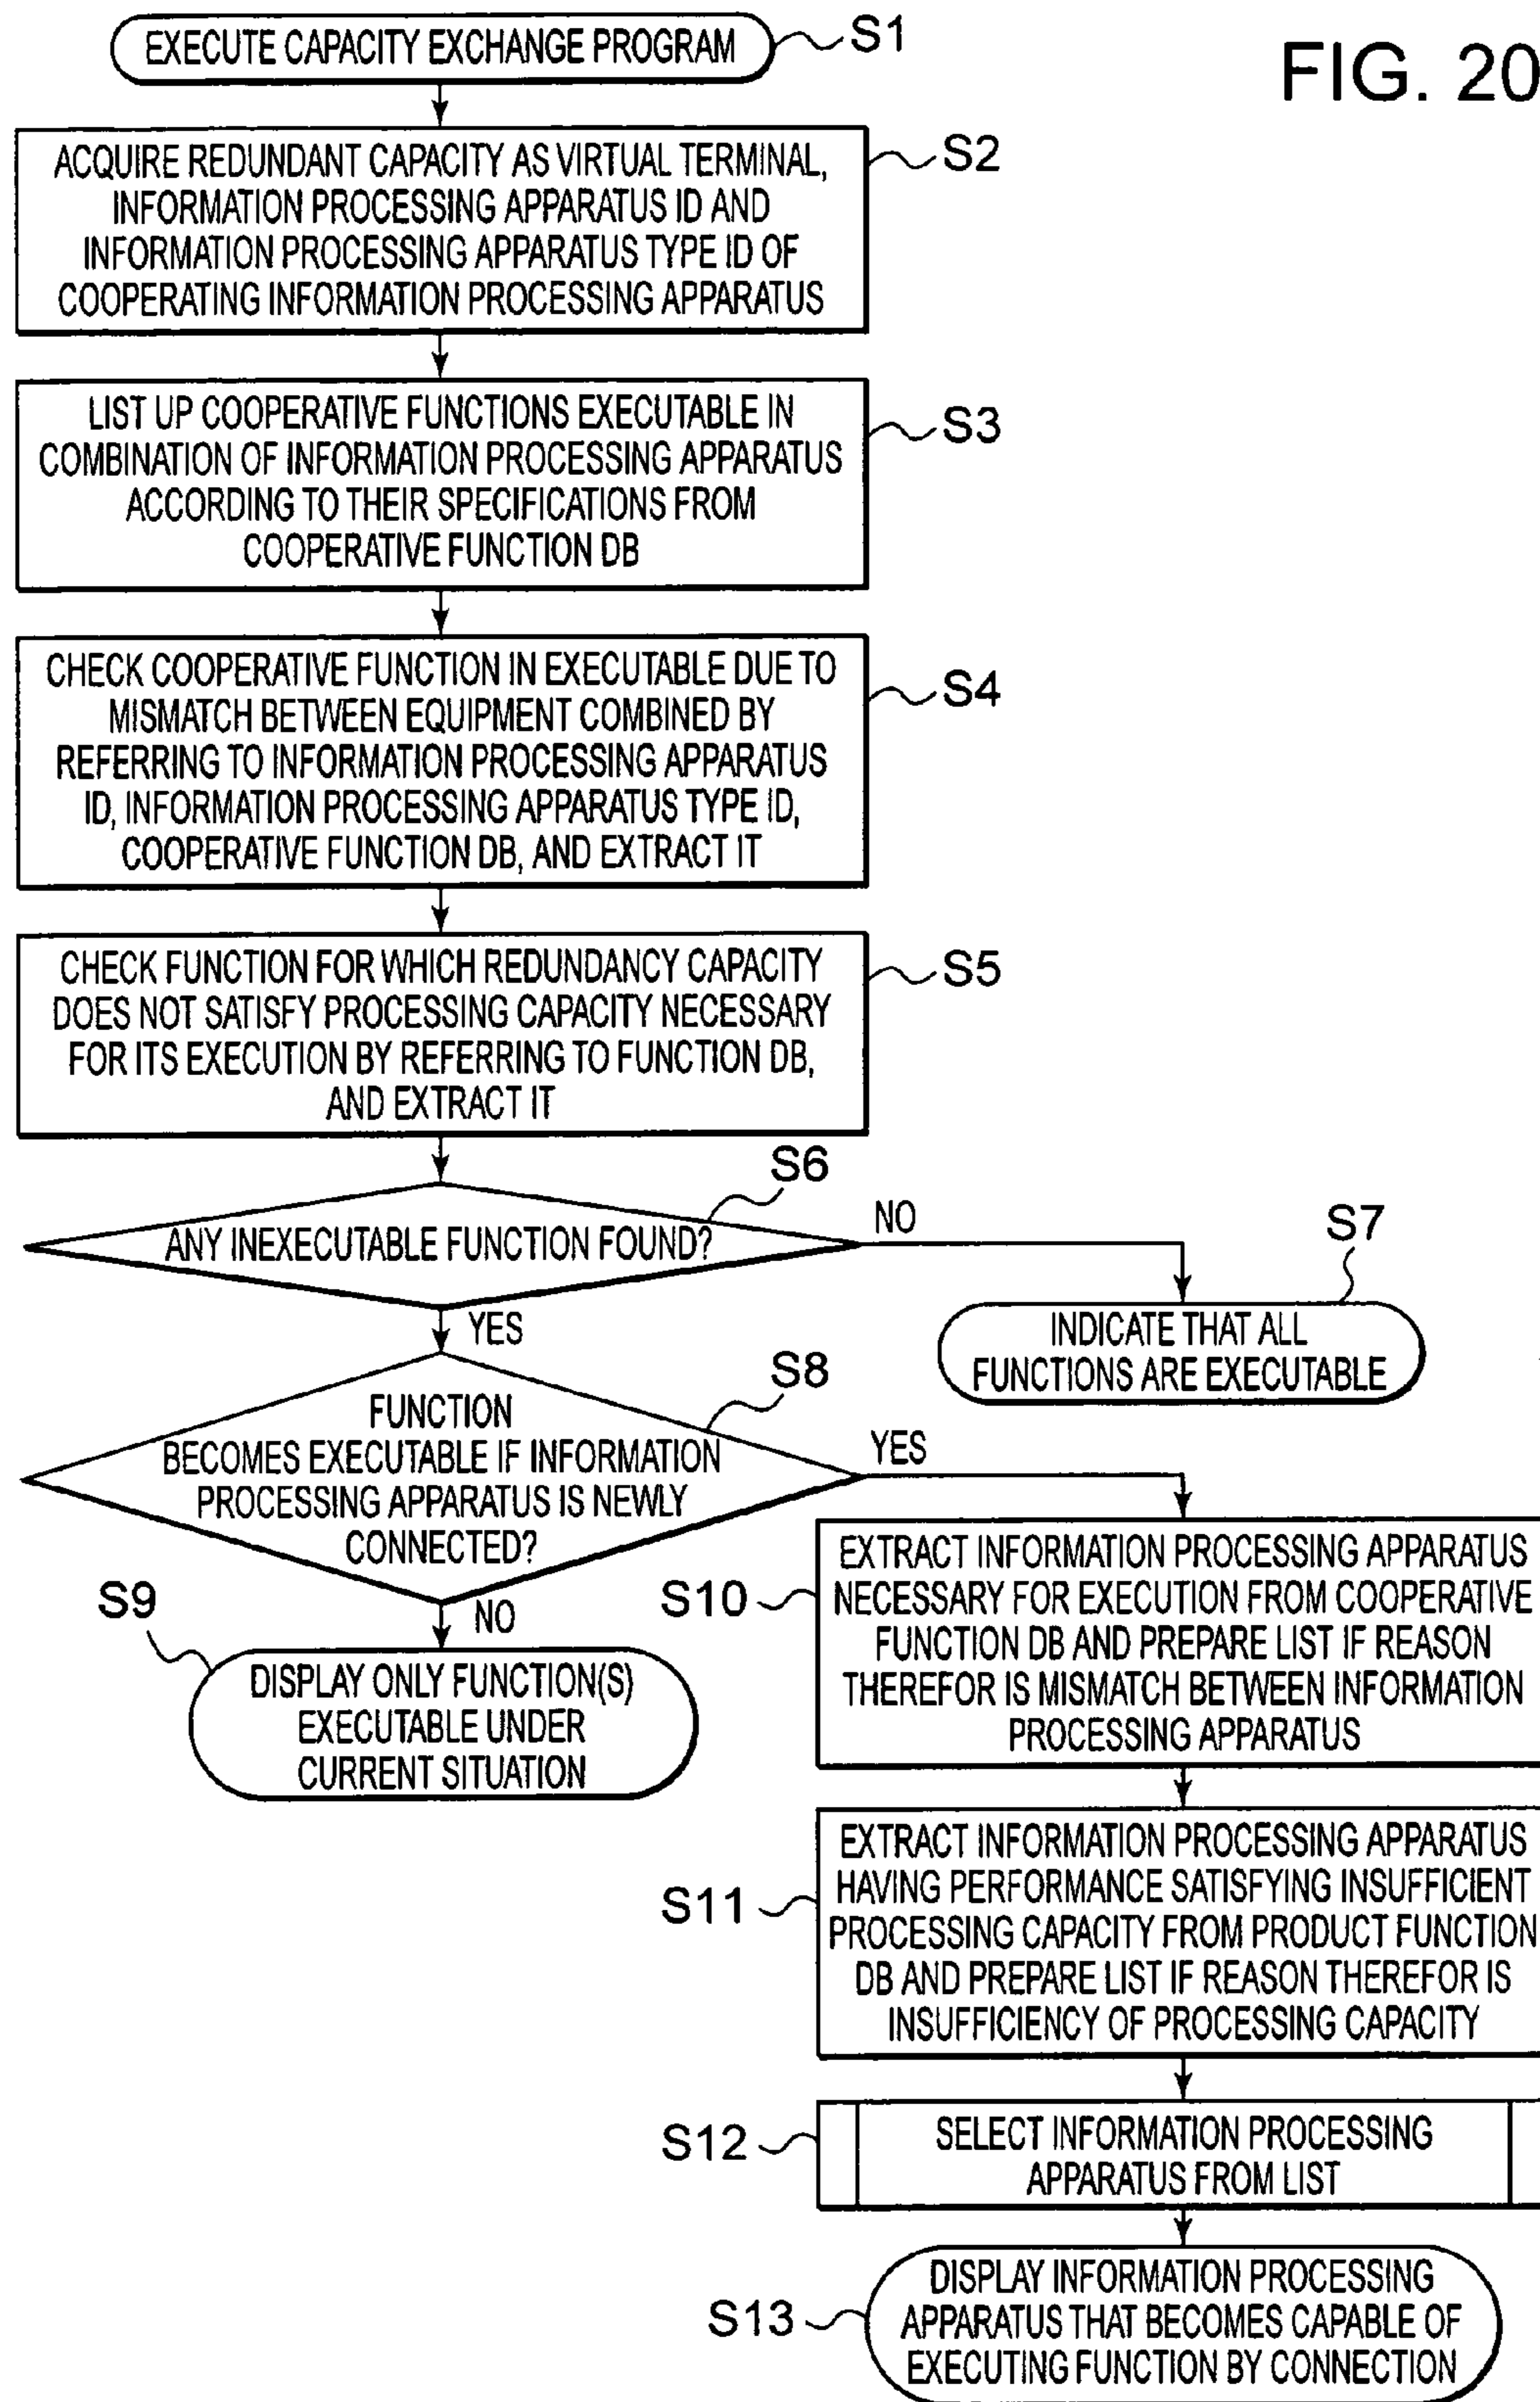 FIG. 20
EXECUTE CAPACITY EXCHANGE PROGRAM
S1
ACQUIRE REDUNDANT CAPACITY AS VIRTUAL TERMINAL,
INFORMATION PROCESSING APPARATUS ID AND
INFORMATION PROCESSING APPARATUS TYPE ID OF
COOPERATING INFORMATION PROCESSING APPARATUS
S2
LIST UP COOPERATIVE FUNCTIONS EXECUTABLE IN
COMBINATION OF INFORMATION PROCESSING APPARATUS
ACCORDING TO THEIR SPECIFICATIONS FROM
COOPERATIVE FUNCTION DB
S3
CHECK COOPERATIVE FUNCTION IN EXECUTABLE DUE TO
MISMATCH BETWEEN EQUIPMENT COMBINED BY
REFERRING TO INFORMATION PROCESSING APPARATUS
ID, INFORMATION PROCESSING APPARATUS TYPE ID,
COOPERATIVE FUNCTION DB, AND EXTRACT IT
S4
CHECK FUNCTION FOR WHICH REDUNDANCY CAPACITY
DOES NOT SATISFY PROCESSING CAPACITY NECESSARY
FOR ITS EXECUTION BY REFERRING TO FUNCTION DB,
AND EXTRACT IT
S5
S6
ANY INEXECUTABLE FUNCTION FOUND?
NO
YES
S7
INDICATE THAT ALL
FUNCTIONS ARE EXECUTABLE
S8
FUNCTION
BECOMES EXECUTABLE IF INFORMATION
PROCESSING APPARATUS IS NEWLY
CONNECTED?
YES
NO
S9
DISPLAY ONLY FUNCTION(S)
EXECUTABLE UNDER
CURRENT SITUATION
S10
EXTRACT INFORMATION PROCESSING APPARATUS
NECESSARY FOR EXECUTION FROM COOPERATIVE
FUNCTION DB AND PREPARE LIST IF REASON
THEREFOR IS MISMATCH BETWEEN INFORMATION
PROCESSING APPARATUS
S11
EXTRACT INFORMATION PROCESSING APPARATUS
HAVING PERFORMANCE SATISFYING INSUFFICIENT
PROCESSING CAPACITY FROM PRODUCT FUNCTION
DB AND PREPARE LIST IF REASON THEREFOR IS
INSUFFICIENCY OF PROCESSING CAPACITY
S12
SELECT INFORMATION PROCESSING
APPARATUS FROM LIST
S13
DISPLAY INFORMATION PROCESSING
APPARATUS THAT BECOMES CAPABLE OF
EXECUTING FUNCTION BY CONNECTION